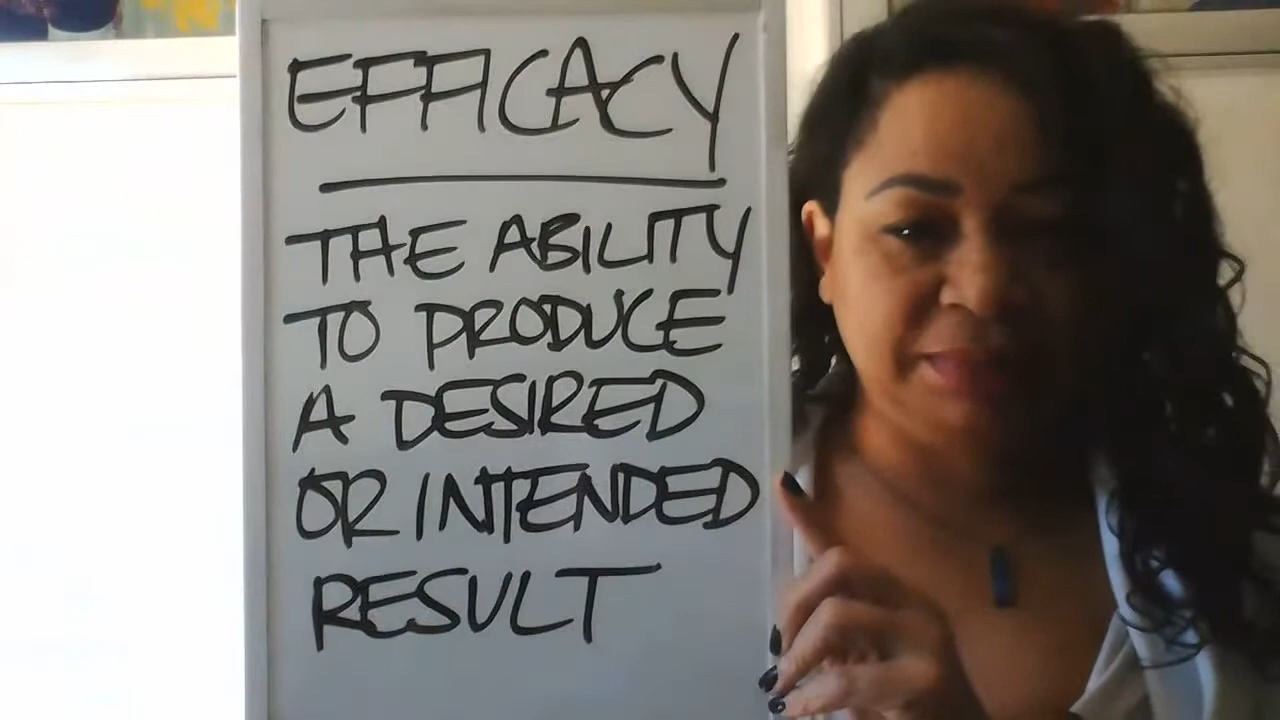 EFFICACY
THE ABILITY
TO PRODUCE
A DESIRED
OR INTENDED
RESULT